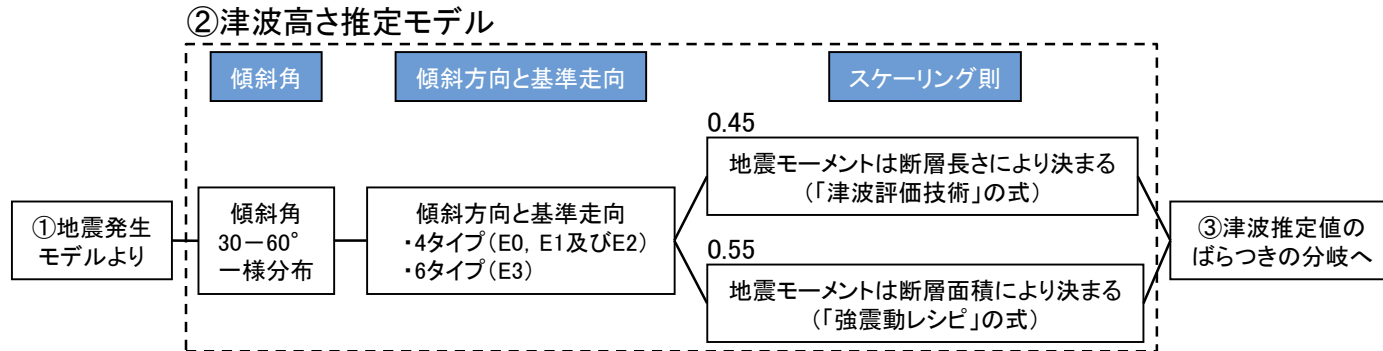 ②津波高さ推定モデル
傾斜角
傾斜方向と基準走向
スケーリング則
①地震発生
モデルより
傾斜角
30－60°
一様分布
傾斜方向と基準走向
・4タイプ（E0, E1及びE2）
・6タイプ（E3）
0.45
地震モーメントは断層長さにより決まる
（「津波評価技術」の式）
0.55
地震モーメントは断層面積により決まる
（「強震動レシピ」の式）
③津波推定値の
ばらつきの分岐へ